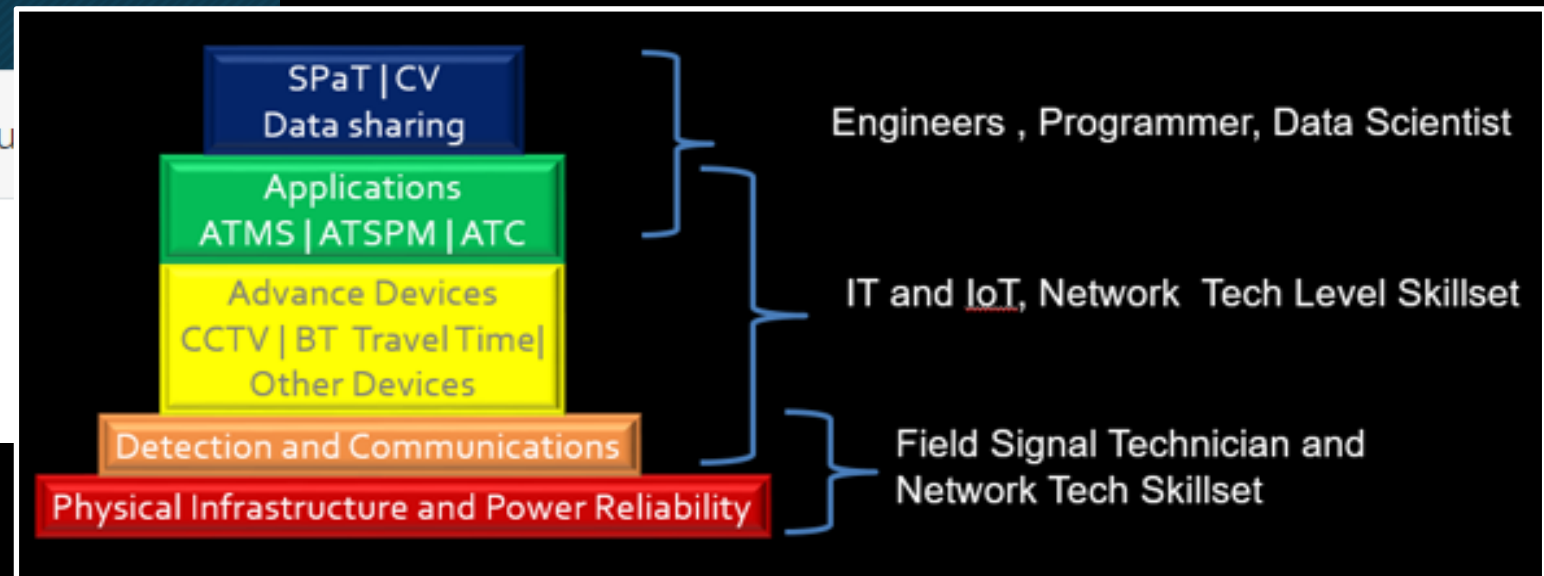 SPaT | CV
Data sharing
Applications
ATMS | ATSPM | ATC
Advance Devices
CCTV | BT Travel Time|
Other Devices
Detection and Communications
Physical Infrastructure and Power Reliability
Engineers , Programmer, Data Scientist
IT and IoT, Network Tech Level Skillset
Field Signal Technician and
Network Tech Skillset